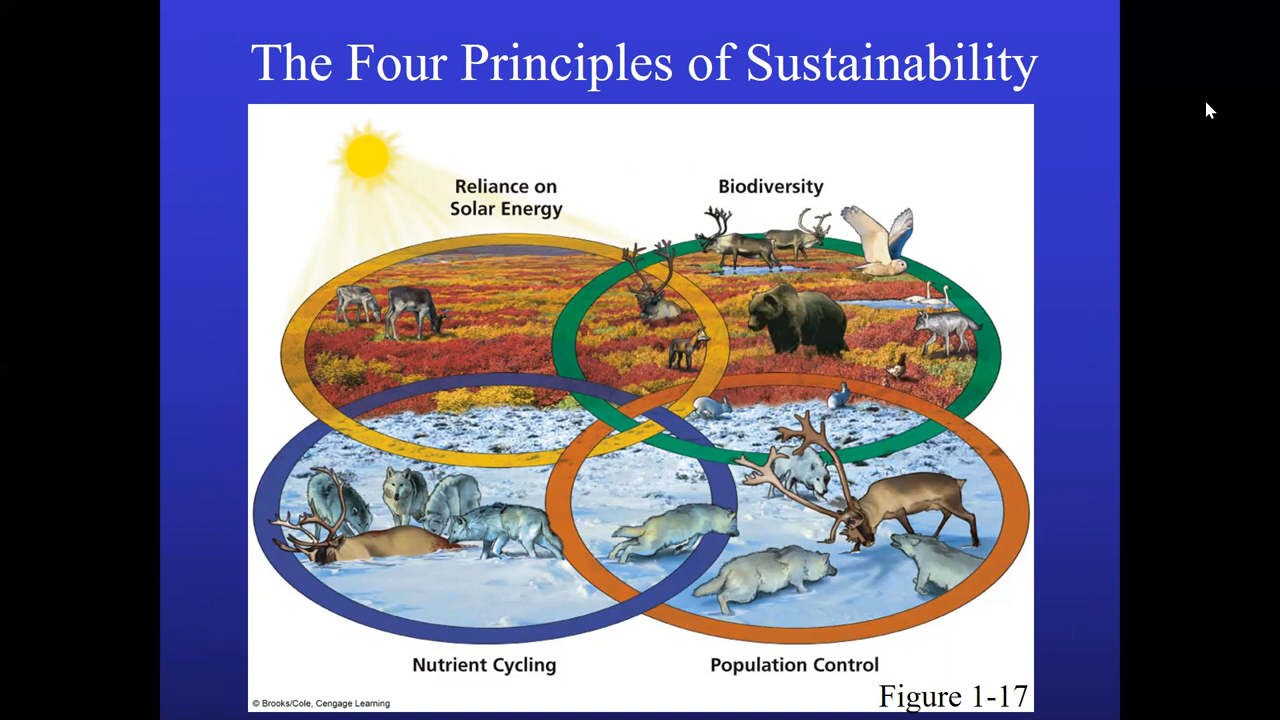 The Four Principles of Sustainability
Reliance on
Solar Energy
Biodiversity
Nutrient Cycling
Population Control
Figure 1-17
© Brooks/Cole, Cengage Learning